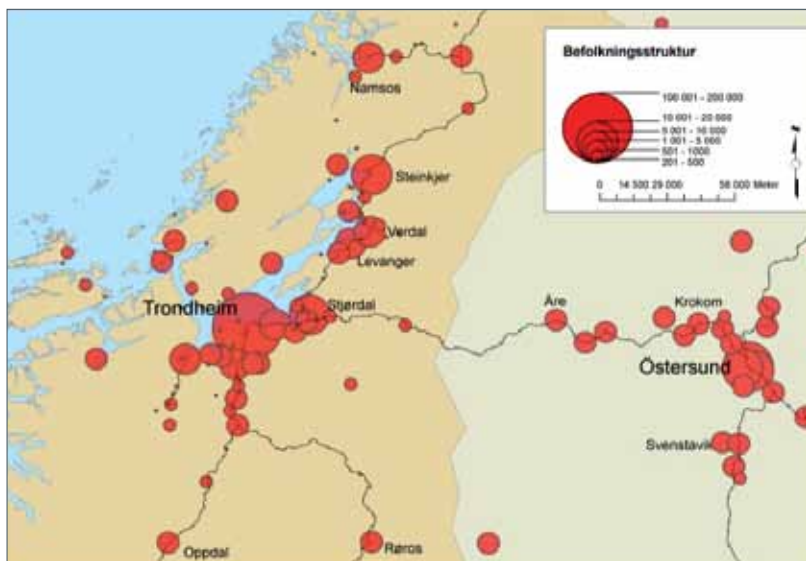 Befolkningsstruktur
100 001 - 200 000
10 001 - 20 000
5 001 - 10 000
1 001 - 5 000
501 - 1000
201 - 500
0 14 500 29 000 58 000 Meter
Namsos
Steinkjer
Verdal
Levanger
Trondheim
Stjørdal
Åre
Krokom
Östersund
Svenstavik
Oppdal
Røros